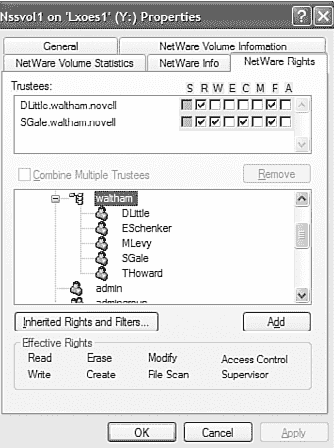 Nssvol1 on 'Lxoes1' (Y:) Properties
General
NetWare Volume Information
NetWare Volume Statistics
NetWare Info
NetWare Rights
Trustees:
S R W E C M F A
DLittle.waltham.novell
SGale.waltham.novell
Combine Multiple Trustees
Remove
waltham
DLittle
ESchenker
MLevy
SGale
THoward
admin
admingroup
Inherited Rights and Filters...
Add
Effective Rights
Read Erase Modify Access Control
Write Create File Scan Supervisor
OK
Cancel
Apply